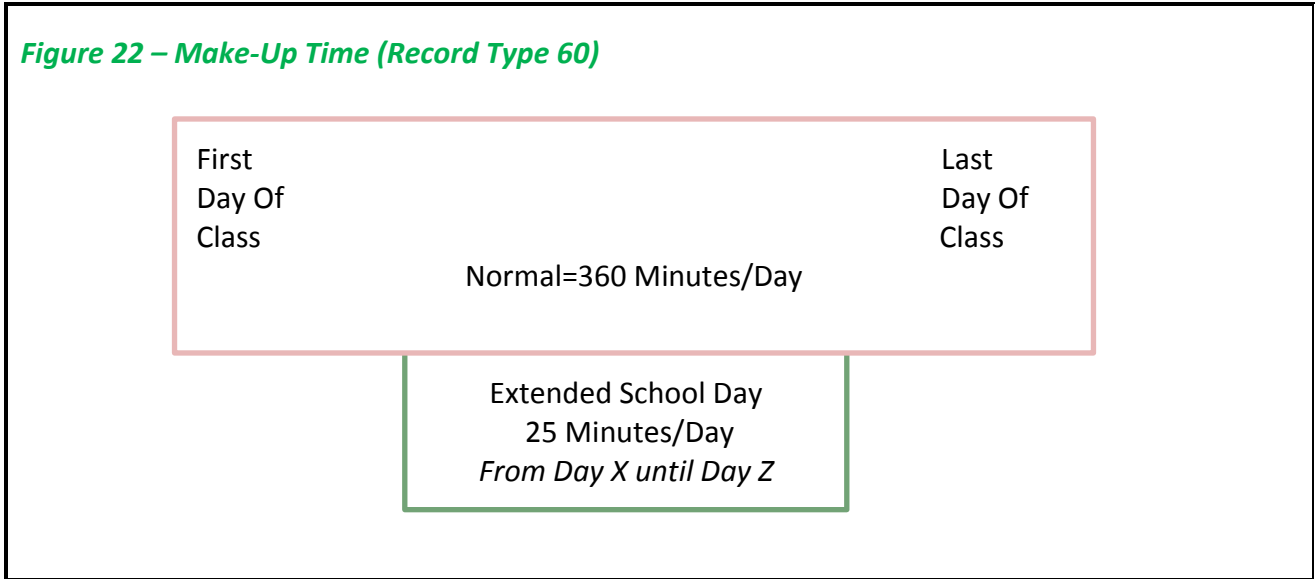 Figure 22 – Make-Up Time (Record Type 60)
First
Day Of
Class
Last
Day Of
Class
Normal=360 Minutes/Day
Extended School Day
25 Minutes/Day
From Day X until Day Z